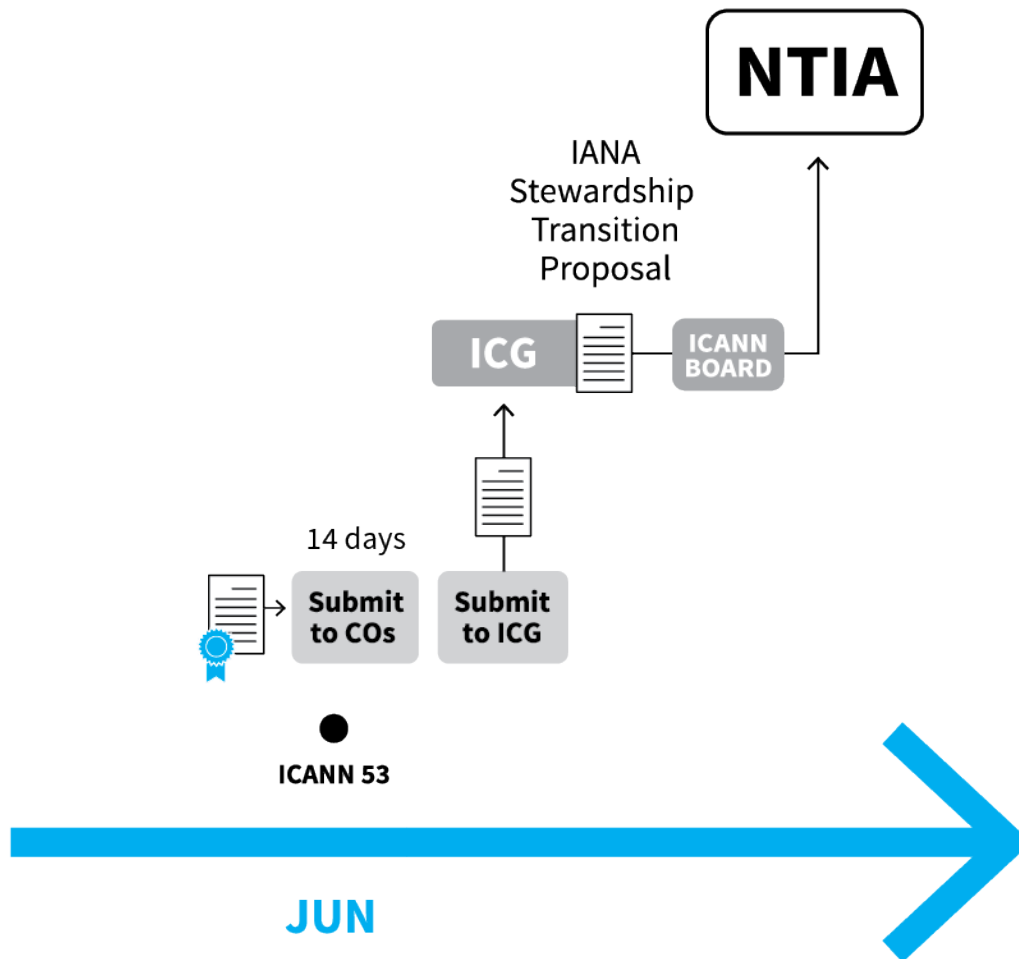 NTIA
IANA
Stewardship
Transition
Proposal
ICG
ICANN
BOARD
14 days
Submit
to COs
Submit
to ICG
ICANN 53
JUN